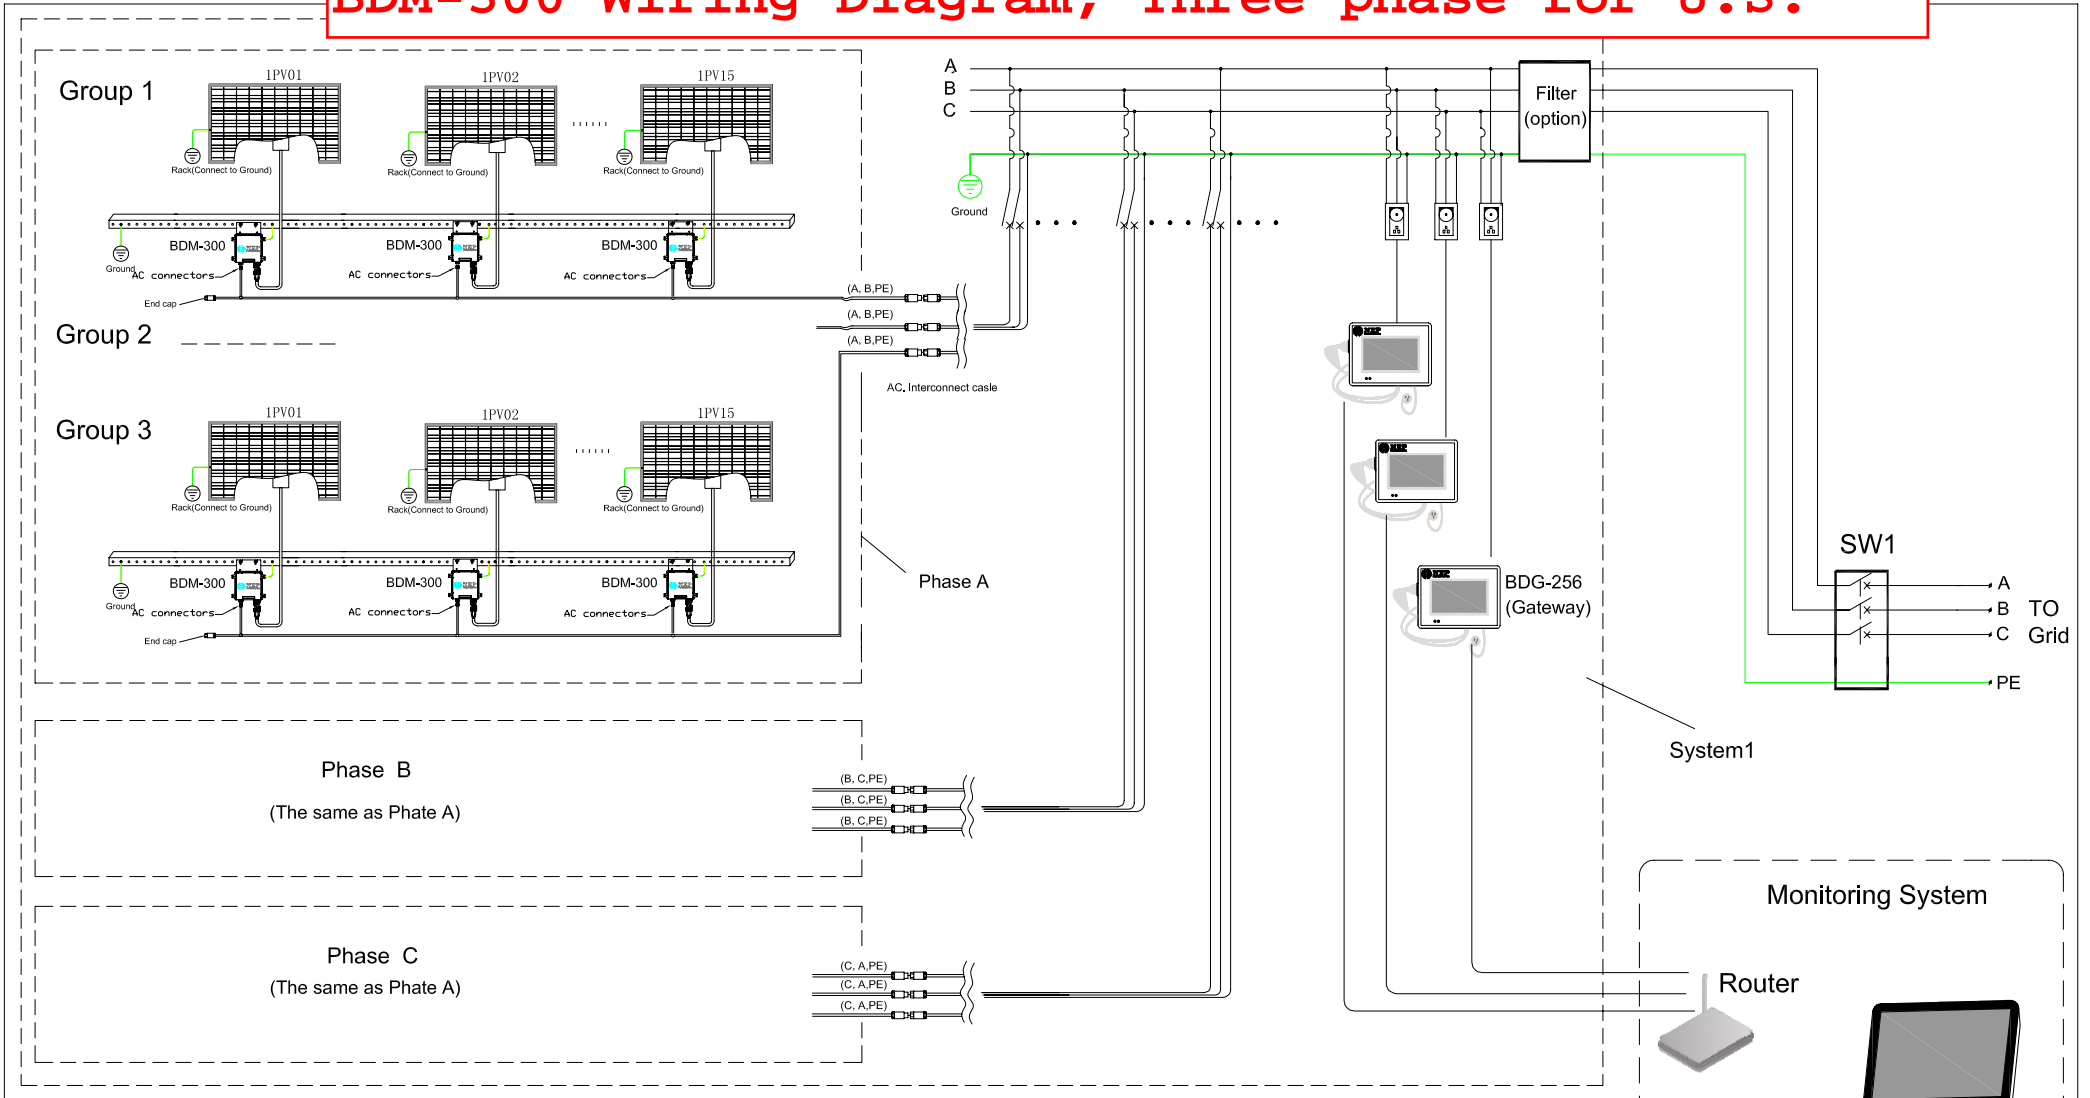 BDM-300 Wiring Diagram, Three phase for U.S.
Group 1
1PV01
1PV02
1PV15
Rack(Connect to Ground)
Rack(Connect to Ground)
Rack(Connect to Ground)
BDM-300
BDM-300
BDM-300
Ground
AC connectors
AC connectors
AC connectors
End cap
(A, B,PE)
(A, B,PE)
(A, B,PE)
AC. Interconnect casle
Group 2
Group 3
1PV01
1PV02
1PV15
Rack(Connect to Ground)
Rack(Connect to Ground)
Rack(Connect to Ground)
BDM-300
BDM-300
BDM-300
Ground
AC connectors
AC connectors
AC connectors
End cap
Phase A
Phase B
(The same as Phate A)
(B, C,PE)
(B, C,PE)
(B, C,PE)
Phase C
(The same as Phate A)
(C, A,PE)
(C, A,PE)
(C, A,PE)
A
B
C
Ground
Filter
(option)
NEP
NEP
NEP
BDG-256
(Gateway)
System1
SW1
A
B TO
C Grid
PE
Monitoring System
Router